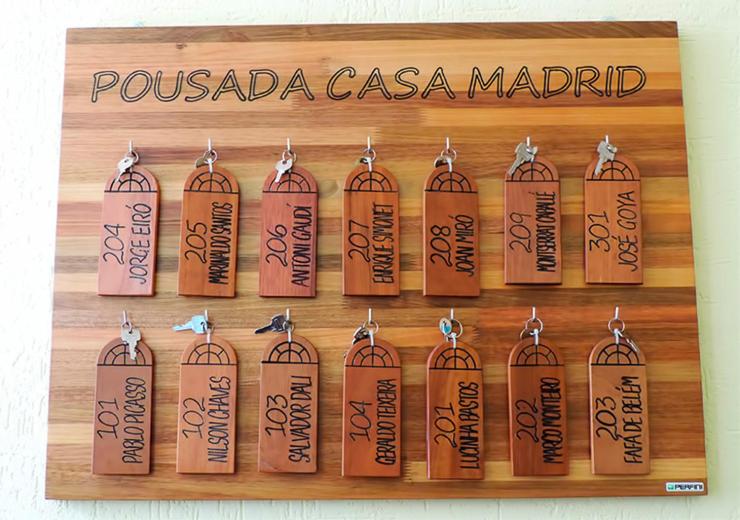 POUSADA CASA MADRID
204
JORGE EIRÓ
205
MARINALDO SANTOS
206
ANTONI GAUDÍ
207
ENRIQUE SIMONET
208
JOAN MIRÓ
209
MONTSERRAT CABALLÉ
301
JOSÉ GOYA
101
PABLO PICASSO
102
NILSON CHAVES
103
SALVADOR DALI
104
GERALDO TEIXEIRA
201
LUCINHA BASTOS
202
MARCO MONTEIRO
203
FAFÁ DE BELÉM
PERFINI